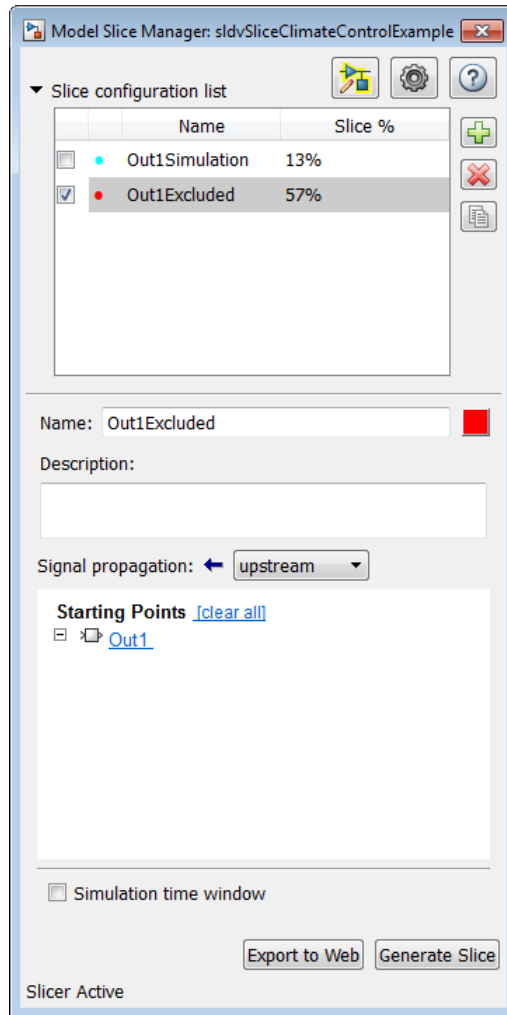 Model Slice Manager: sldvSliceClimateControlExample
Slice configuration list
Name Slice %
Out1Simulation 13%
Out1Excluded 57%
Name: Out1Excluded
Description:
Signal propagation: upstream
Starting Points [clear all]
Out1
Simulation time window
Export to Web Generate Slice
Slicer Active